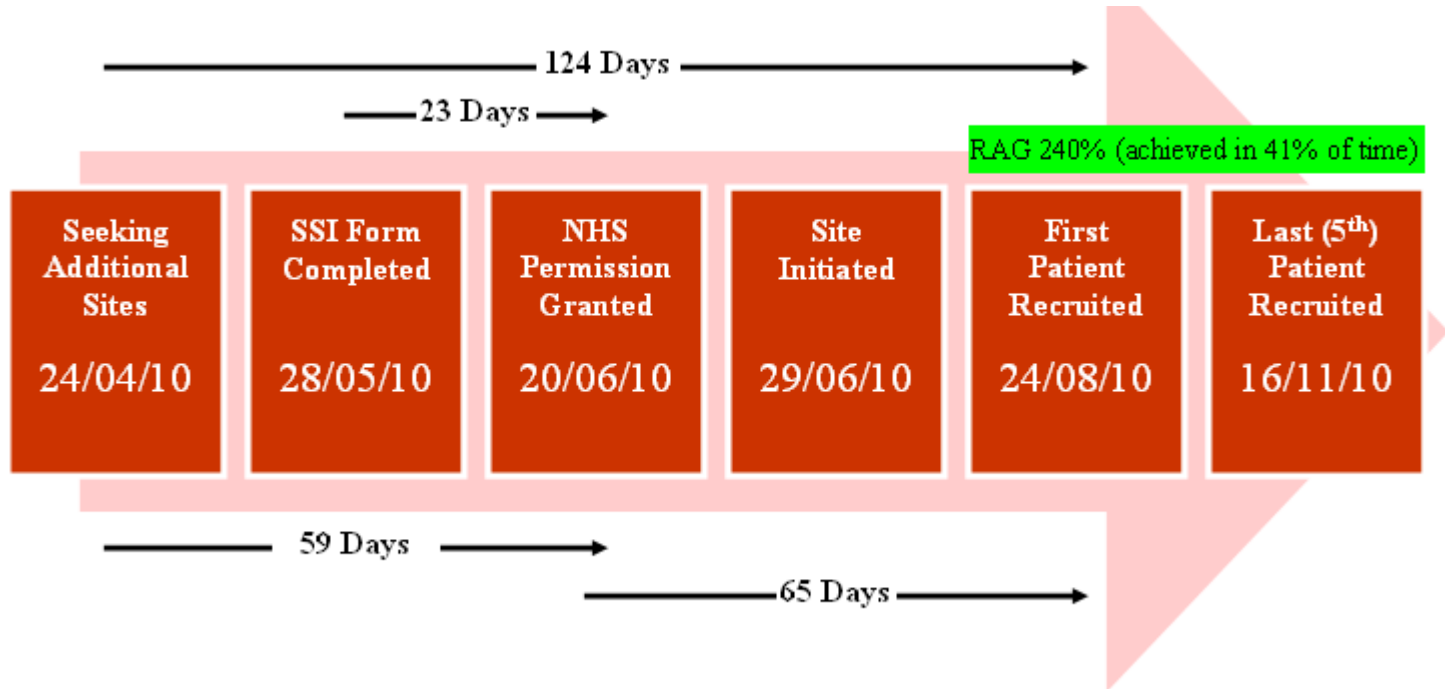 124 Days
23 Days
RAG 240% (achieved in 41% of time)
Seeking
Additional
Sites
24/04/10
SSI Form
Completed
28/05/10
NHS
Permission
Granted
20/06/10
Site
Initiated
29/06/10
First
Patient
Recruited
24/08/10
Last (5th)
Patient
Recruited
16/11/10
59 Days
65 Days